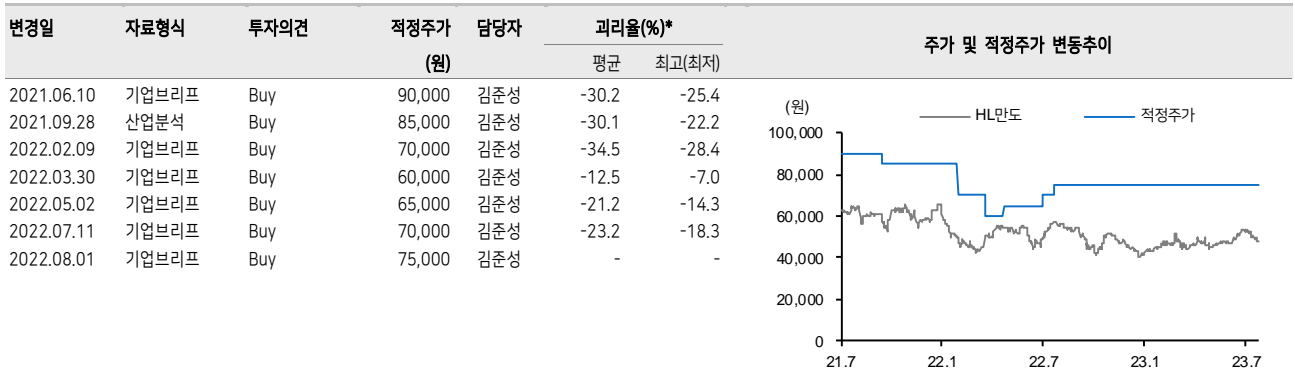 변경일 자료형식 투자의견 적정주가 담당자 괴리율(%)* 주가 및 적정주가 변동추이
(원) 평균 최고(최저)
2021.06.10 기업브리프 Buy 90,000 김준성 -30.2 -25.4
2021.09.28 산업분석 Buy 85,000 김준성 -30.1 -22.2
2022.02.09 기업브리프 Buy 70,000 김준성 -34.5 -28.4
2022.03.30 기업브리프 Buy 60,000 김준성 -12.5 -7.0
2022.05.02 기업브리프 Buy 65,000 김준성 -21.2 -14.3
2022.07.11 기업브리프 Buy 70,000 김준성 -23.2 -18.3
2022.08.01 기업브리프 Buy 75,000 김준성 - -
(원) HL만도 적정주가
100,000
80,000
60,000
40,000
20,000
0
21.7 22.1 22.7 23.1 23.7